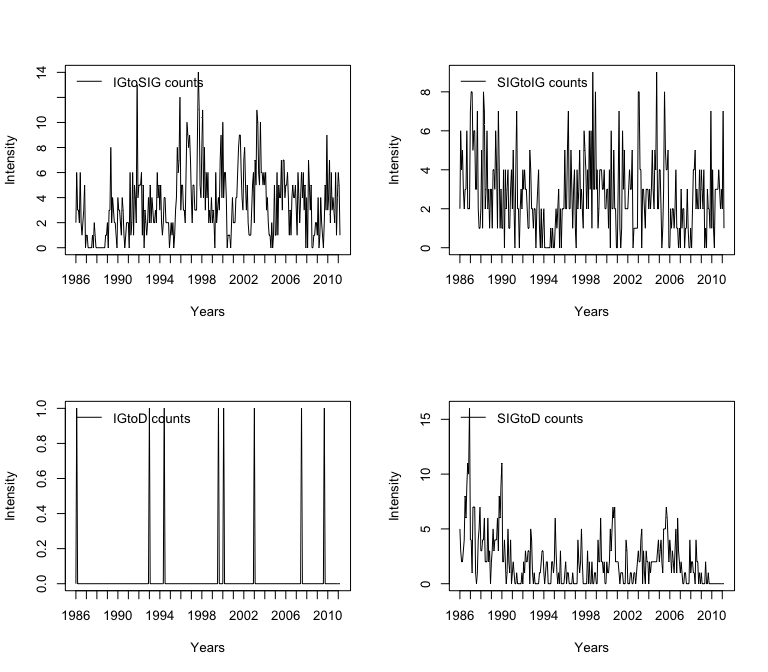 IGtoSIG counts
Intensity
0 2 4 6 8 10 14
1986 1990 1994 1998 2002 2006 2010
Years
SIGtoIG counts
Intensity
0 2 4 6 8
1986 1990 1994 1998 2002 2006 2010
Years
IGtoD counts
Intensity
0.0 0.2 0.4 0.6 0.8 1.0
1986 1990 1994 1998 2002 2006 2010
Years
SIGtoD counts
Intensity
0 5 10 15
1986 1990 1994 1998 2002 2006 2010
Years